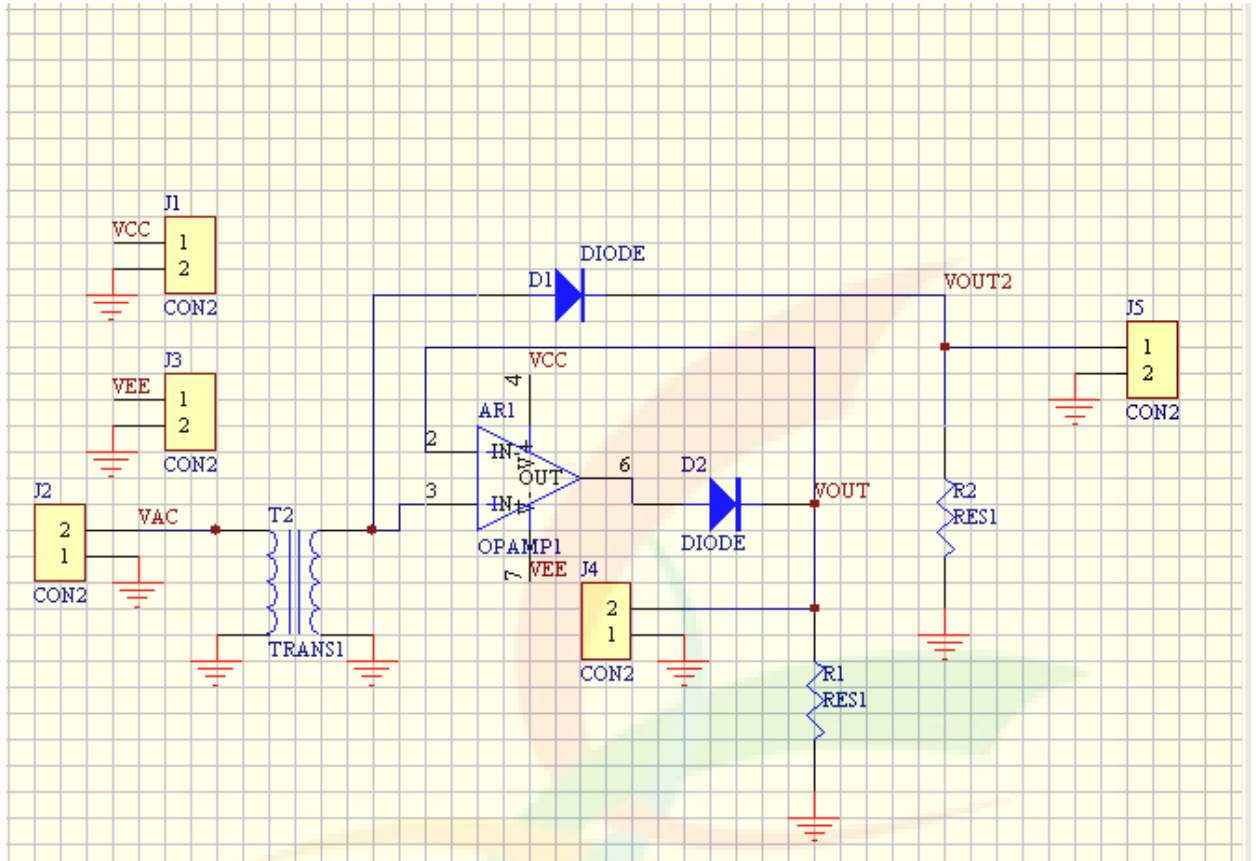 J1
VCC
1
2
CON2
DIODE
D1
VOUT2
J5
1
2
CON2
J3
VEE
1
2
CON2
VCC
4
AR1
2
IN-
V+
OUT
6
3
IN+
V-
OPAMP1
7
VEE
D2
DIODE
VOUT
R2
RES1
J2
VAC
2
1
CON2
T2
TRANS1
J4
2
1
CON2
R1
RES1